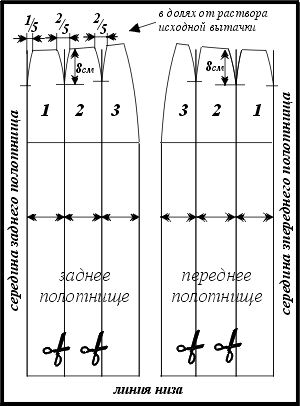 1/5 2/5 2/5
в долях от раствора
исходной вытачки
8см
8см
1 2 3
3 2 1
середина заднего полотнища
середина эпереднего полотнища
заднее
полотнище
переднее
полотнище
линия низа